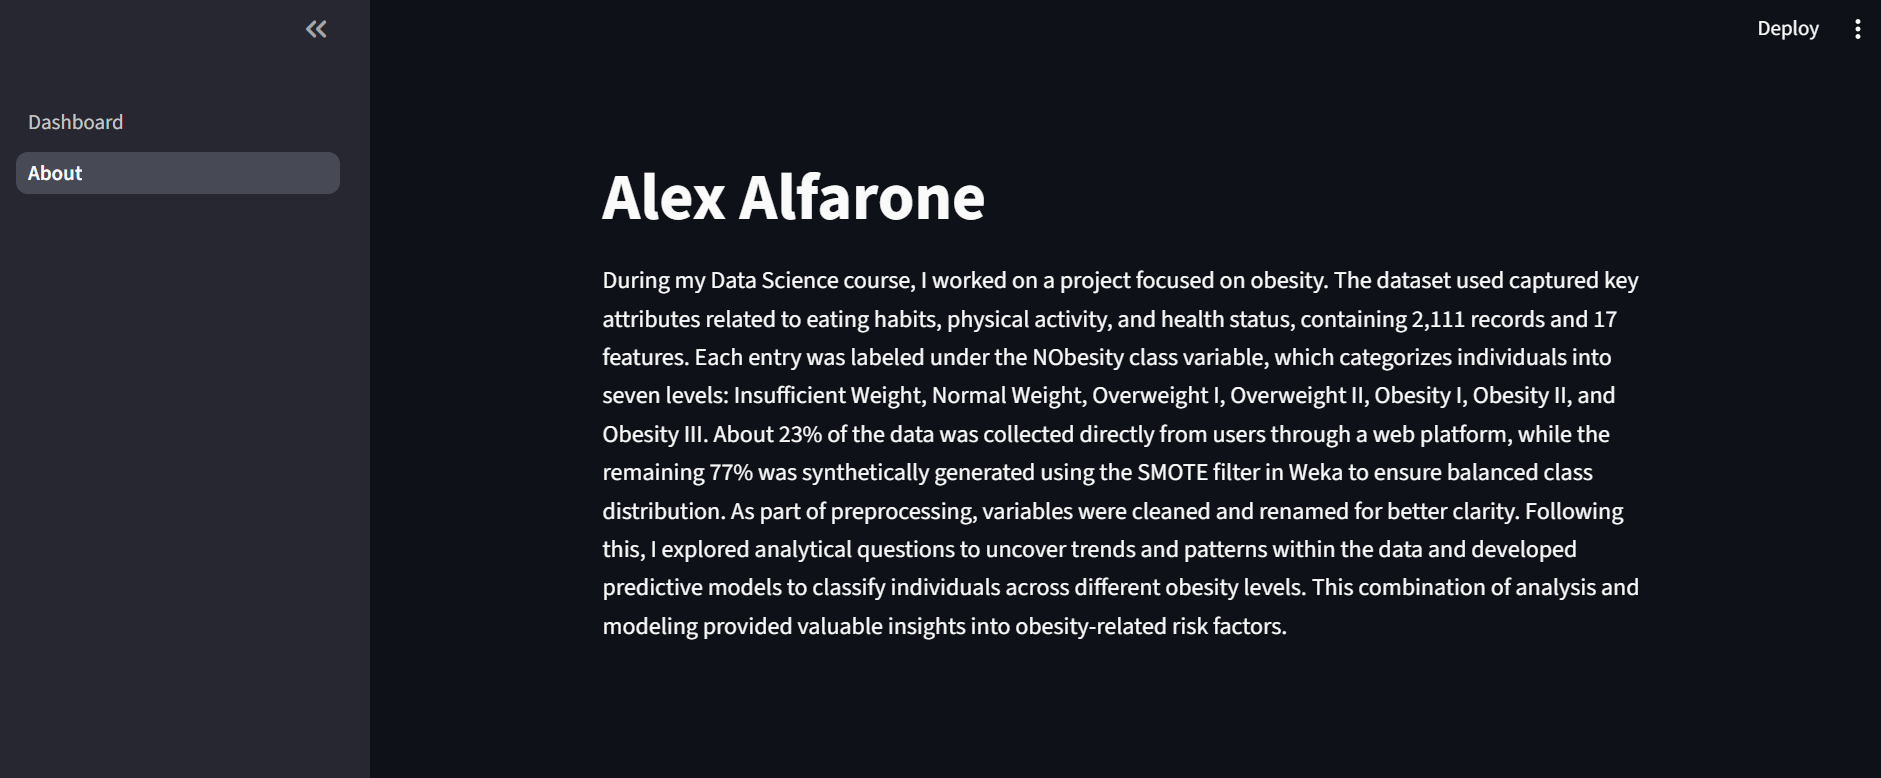 Deploy
Dashboard
About
Alex Alfarone
During my Data Science course, I worked on a project focused on obesity. The dataset used captured key
attributes related to eating habits, physical activity, and health status, containing 2,111 records and 17
features. Each entry was labeled under the NObesity class variable, which categorizes individuals into
seven levels: Insufficient Weight, Normal Weight, Overweight I, Overweight II, Obesity I, Obesity II, and
Obesity III. About 23% of the data was collected directly from users through a web platform, while the
remaining 77% was synthetically generated using the SMOTE filter in Weka to ensure balanced class
distribution. As part of preprocessing, variables were cleaned and renamed for better clarity. Following
this, I explored analytical questions to uncover trends and patterns within the data and developed
predictive models to classify individuals across different obesity levels. This combination of analysis and
modeling provided valuable insights into obesity-related risk factors.